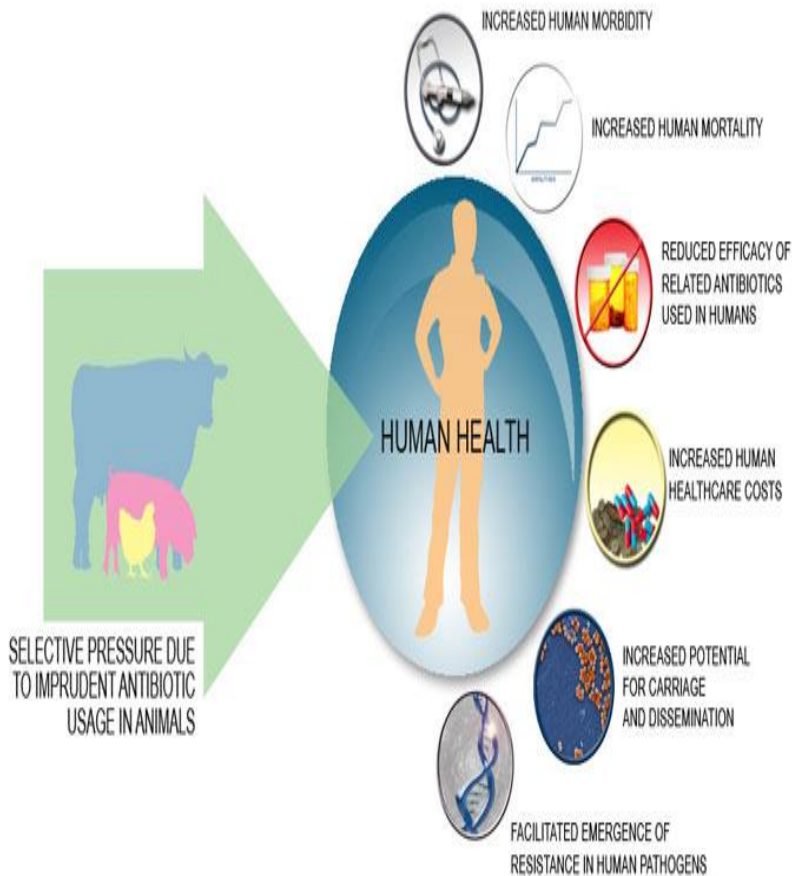 INCREASED HUMAN MORBIDITY
INCREASED HUMAN MORTALITY
REDUCED EFFICACY OF
RELATED ANTIBIOTICS
USED IN HUMANS
HUMAN HEALTH
INCREASED HUMAN
HEALTHCARE COSTS
SELECTIVE PRESSURE DUE
TO IMPRUDENT ANTIBIOTIC
USAGE IN ANIMALS
INCREASED POTENTIAL
FOR CARRIAGE
AND DISSEMINATION
FACILITATED EMERGENCE OF
RESISTANCE IN HUMAN PATHOGENS